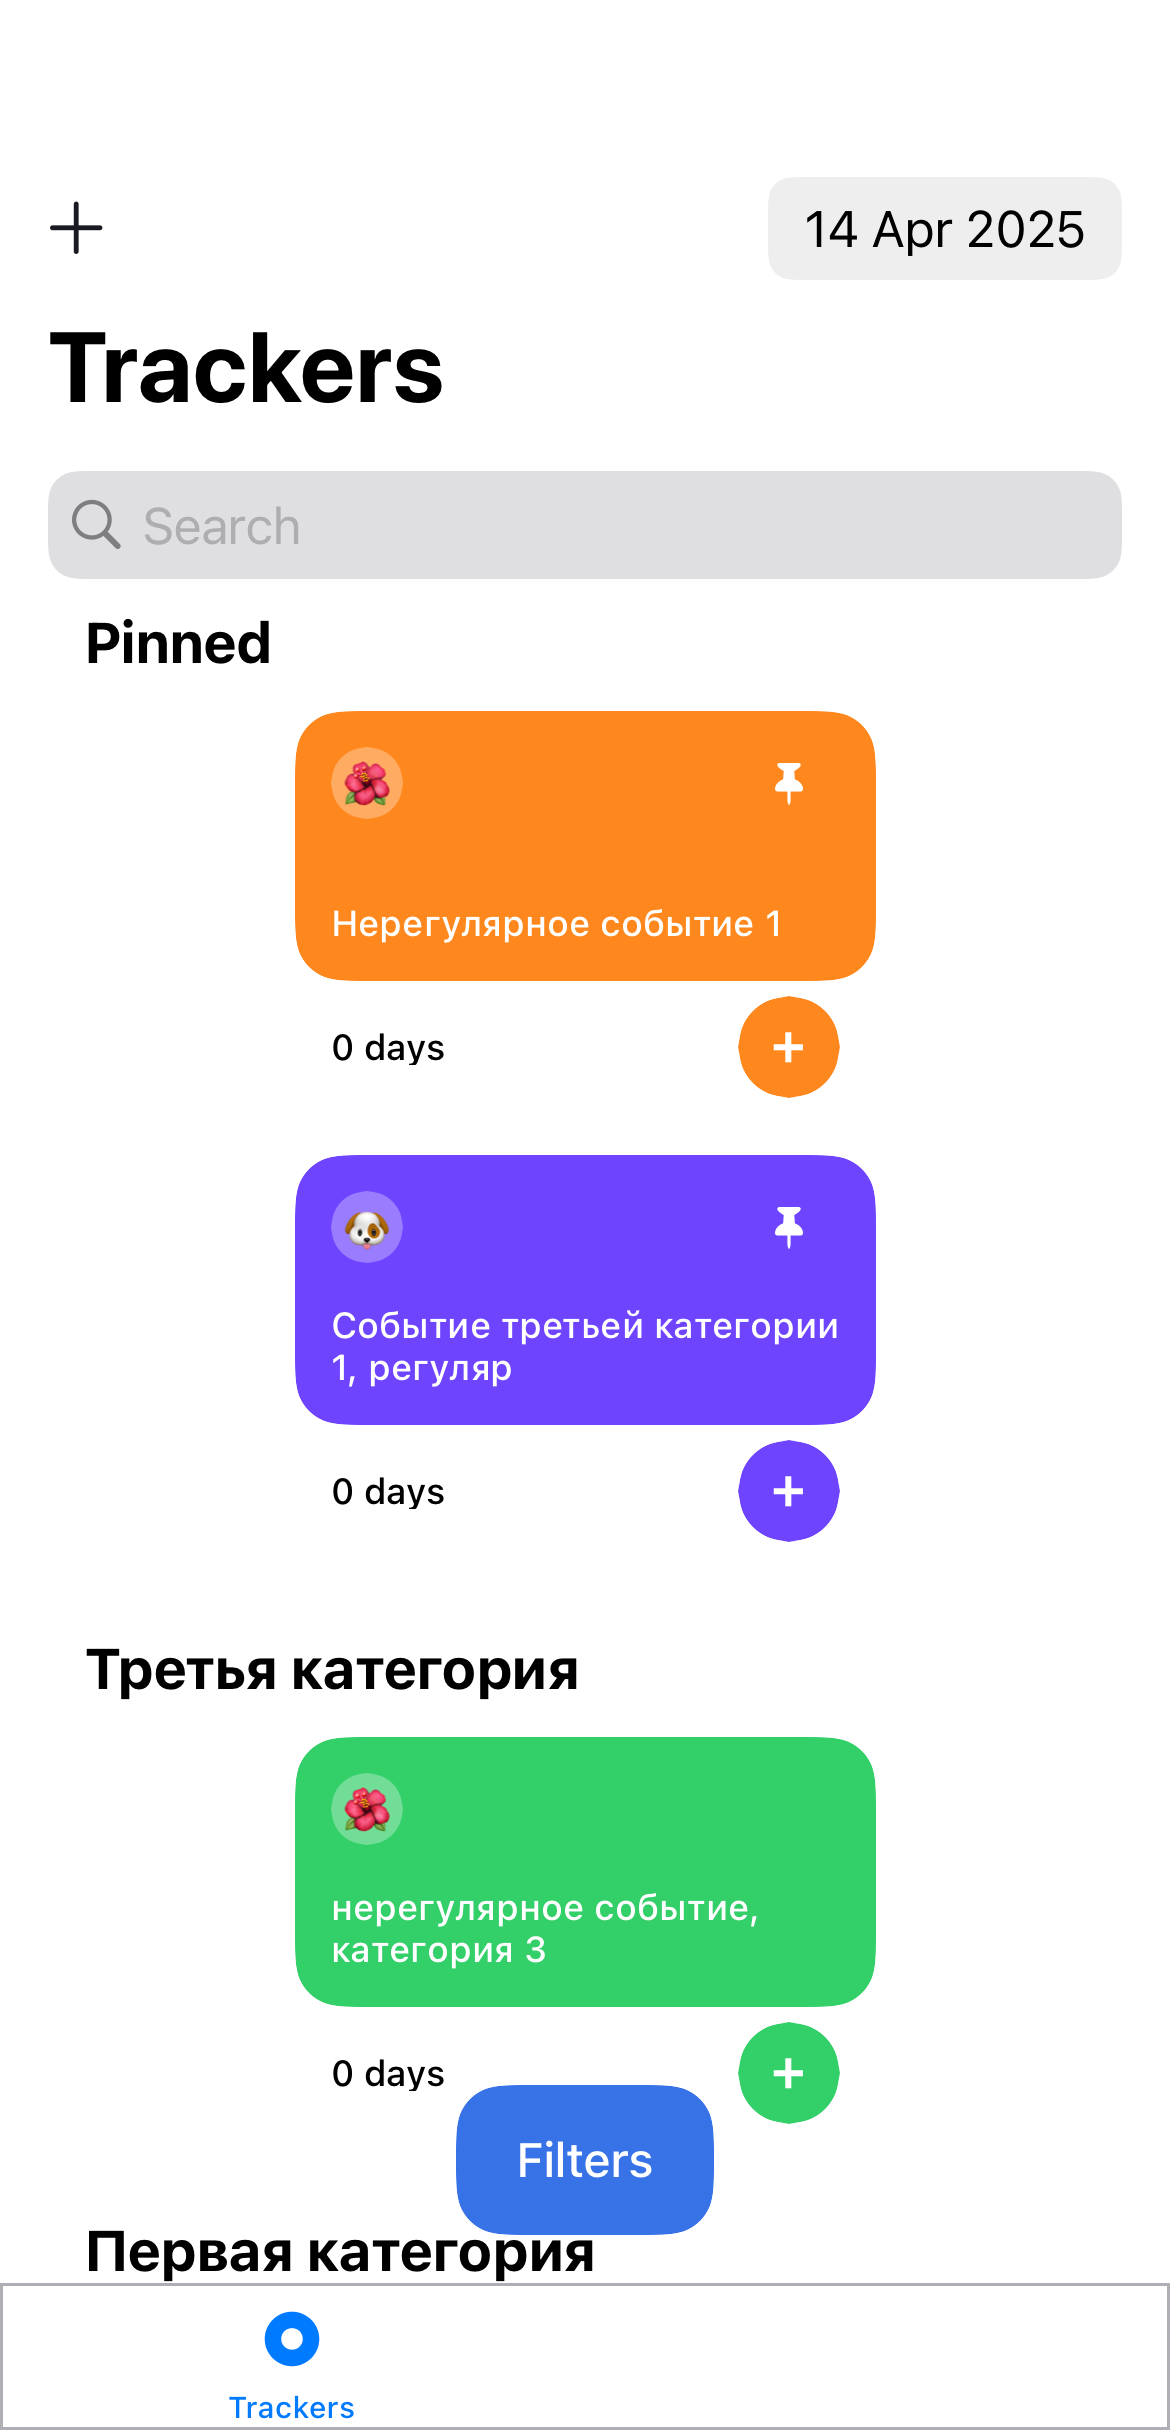 14 Apr 2025
Trackers
Search
Pinned
Нерегулярное событие 1
0 days
Событие третьей категории
1, регуляр
0 days
Третья категория
нерегулярное событие,
категория 3
0 days
Filters
Первая категория
Trackers